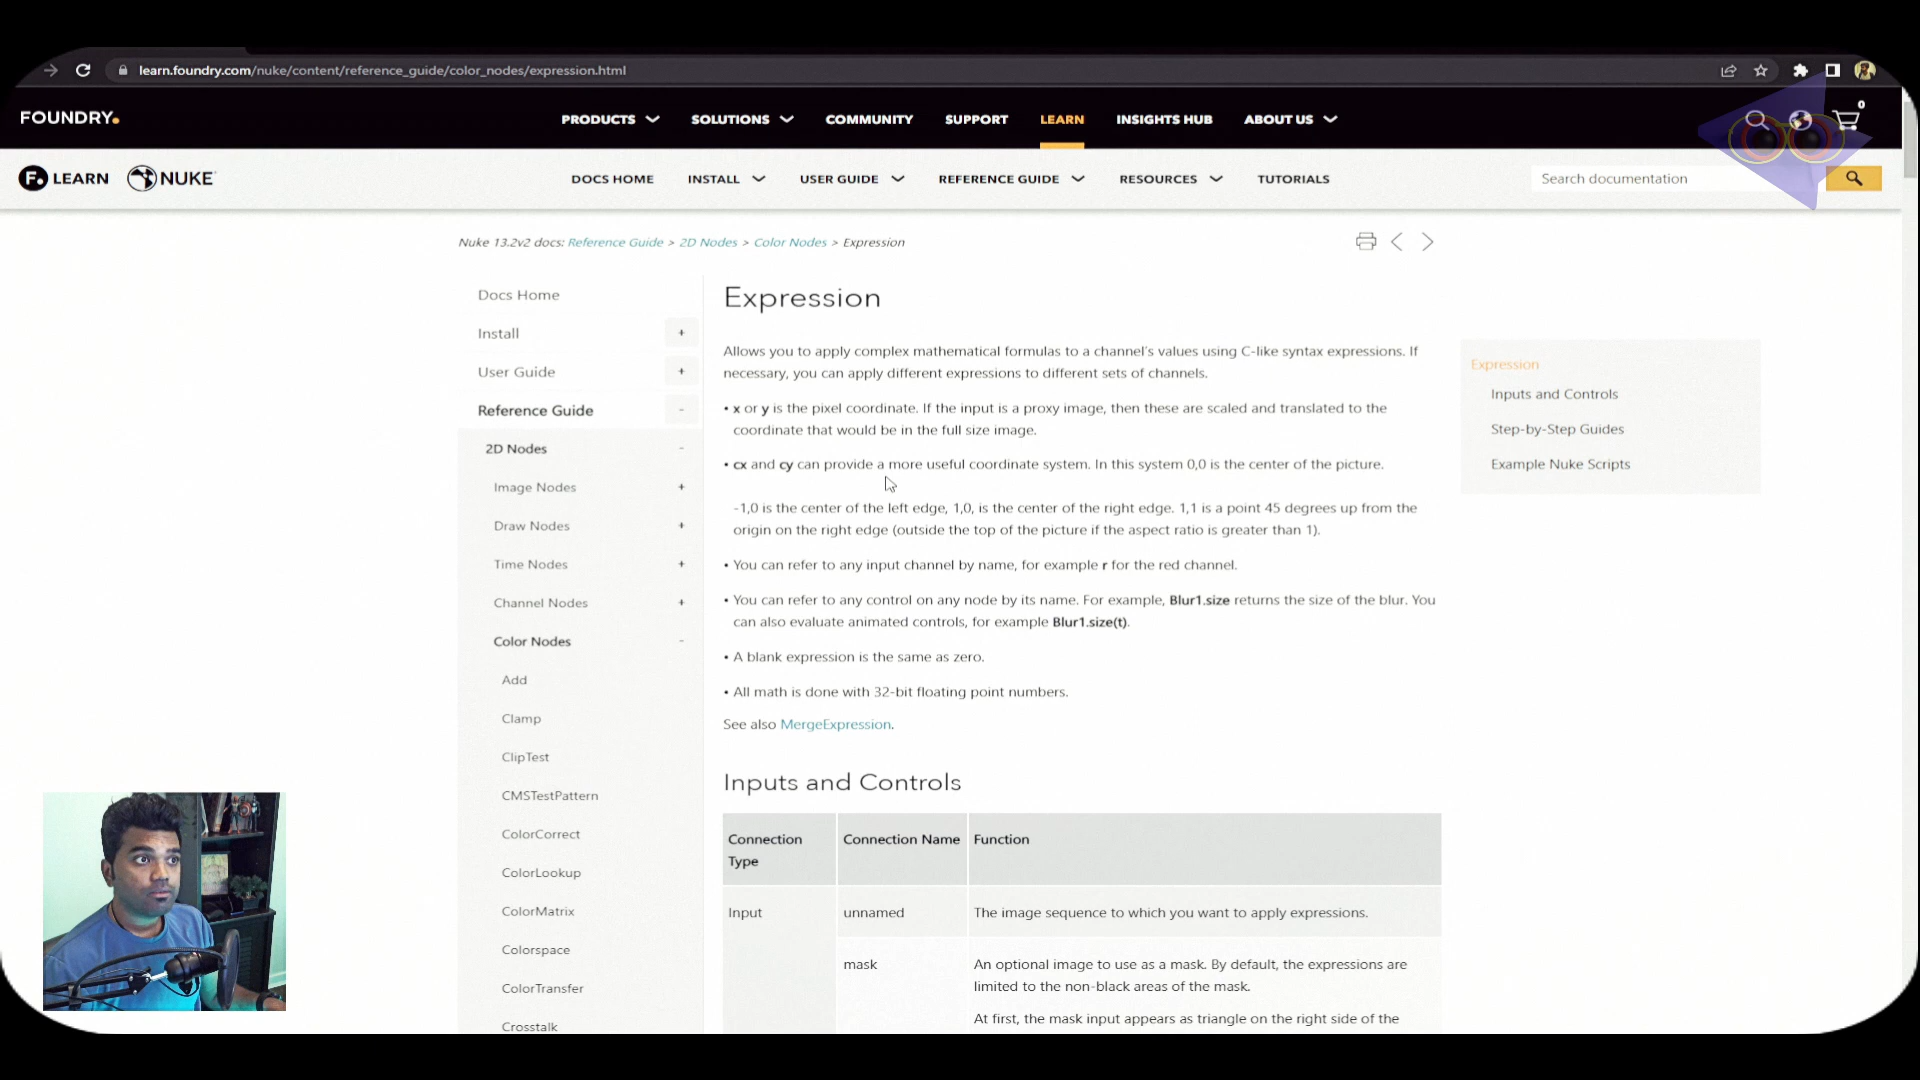 learn.foundry.com/nuke/content/reference_guide/color_nodes/expression.html
FOUNDRY.
PRODUCTS
SOLUTIONS
COMMUNITY
SUPPORT
LEARN
INSIGHTS HUB
ABOUT US
0
F. LEARN
NUKE
DOCS HOME
INSTALL
USER GUIDE
REFERENCE GUIDE
RESOURCES
TUTORIALS
Search documentation
Nuke 13.2v2 docs: Reference Guide > 2D Nodes > Color Nodes > Expression
Docs Home
Install +
User Guide +
Reference Guide -
2D Nodes -
Image Nodes +
Draw Nodes +
Time Nodes +
Channel Nodes +
Color Nodes -
Add
Clamp
ClipTest
CMSTestPattern
ColorCorrect
ColorLookup
ColorMatrix
Colorspace
ColorTransfer
Crosstalk
Expression
Allows you to apply complex mathematical formulas to a channel's values using C-like syntax expressions. If
necessary, you can apply different expressions to different sets of channels.
• x or y is the pixel coordinate. If the input is a proxy image, then these are scaled and translated to the
coordinate that would be in the full size image.
• cx and cy can provide a more useful coordinate system. In this system 0,0 is the center of the picture.
-1,0 is the center of the left edge, 1,0, is the center of the right edge. 1,1 is a point 45 degrees up from the
origin on the right edge (outside the top of the picture if the aspect ratio is greater than 1).
• You can refer to any input channel by name, for example r for the red channel.
• You can refer to any control on any node by its name. For example, Blur1.size returns the size of the blur. You
can also evaluate animated controls, for example Blur1.size(t).
• A blank expression is the same as zero.
• All math is done with 32-bit floating point numbers.
See also MergeExpression.
Inputs and Controls
Connection
Type
Connection Name
Function
Input
unnamed
The image sequence to which you want to apply expressions.
mask
An optional image to use as a mask. By default, the expressions are
limited to the non-black areas of the mask.
At first, the mask input appears as triangle on the right side of the
Expression
Inputs and Controls
Step-by-Step Guides
Example Nuke Scripts